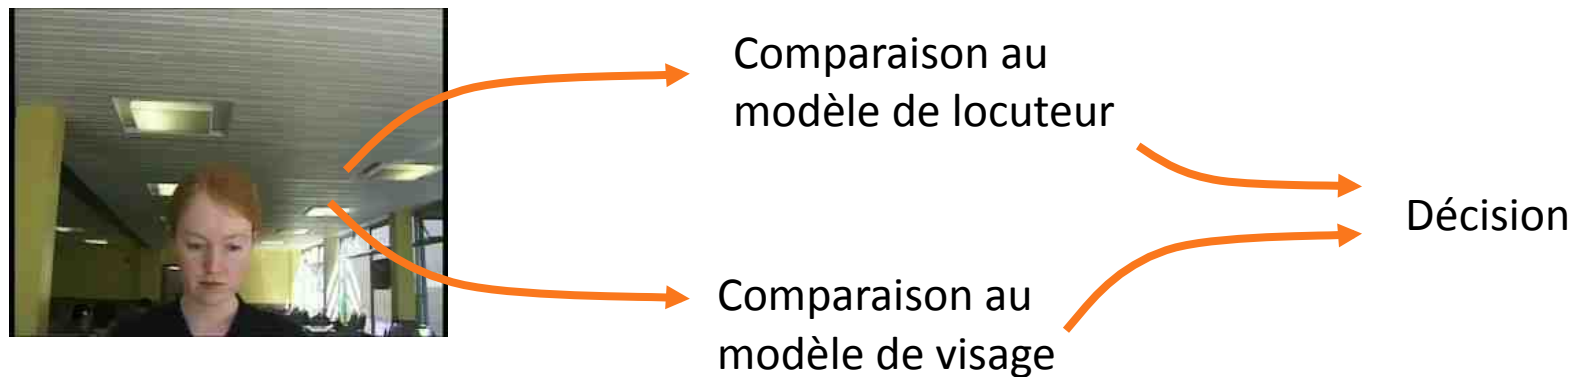 Comparaison au
modèle de locuteur
Décision
Comparaison au
modèle de visage